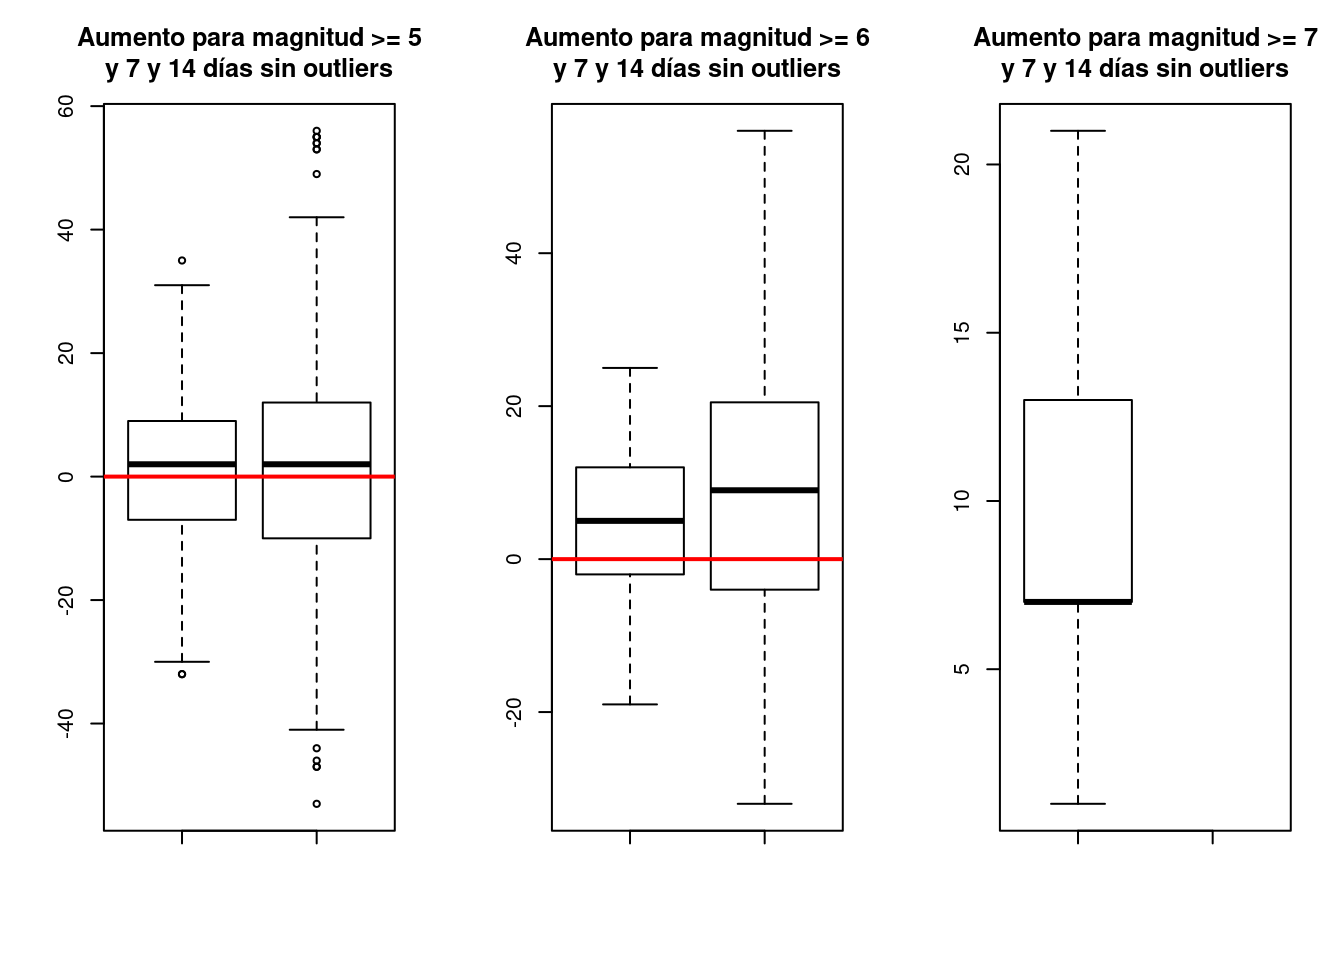 Aumento para magnitud >= 5
y 7 y 14 días sin outliers
60
40
20
0
-20
-40
Aumento para magnitud >= 6
y 7 y 14 días sin outliers
40
20
0
-20
Aumento para magnitud >= 7
y 7 y 14 días sin outliers
20
15
10
5